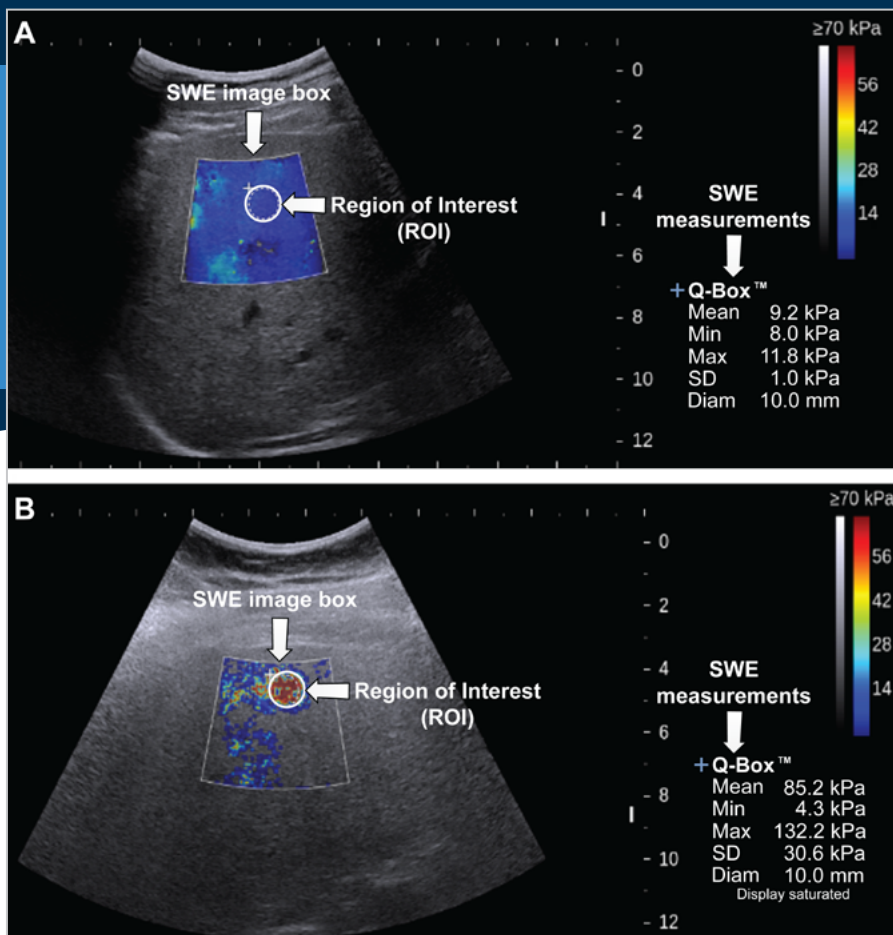 A
≥70 kPa
SWE image box
0
56
2
42
28
14
4
Region of Interest
(ROI)
SWE
measurements
6
+ Q-Box™
Mean 9.2 kPa
Min 8.0 kPa
Max 11.8 kPa
SD 1.0 kPa
Diam 10.0 mm
8
10
12
B
≥70 kPa
0
56
2
42
28
14
SWE image box
4
Region of Interest
(ROI)
SWE
measurements
6
+ Q-Box™
Mean 85.2 kPa
Min 4.3 kPa
Max 132.2 kPa
SD 30.6 kPa
Diam 10.0 mm
Display saturated
8
10
12